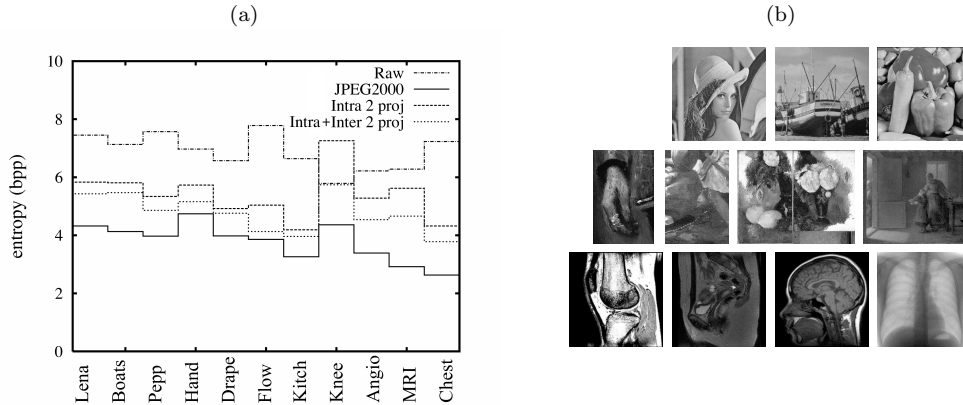 (a)
(b)
10
8
6
4
2
0
entropy (bpp)
Raw
JPEG2000
Intra 2 proj
Intra+Inter 2 proj
Lena
Boats
Pepp
Hand
Drape
Flow
Kitch
Knee
Angio
MRI
Chest